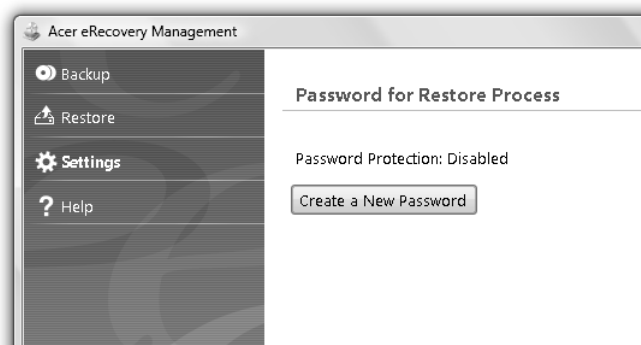 Acer eRecovery Management
Backup
Restore
Settings
Help
Password for Restore Process
Password Protection: Disabled
Create a New Password